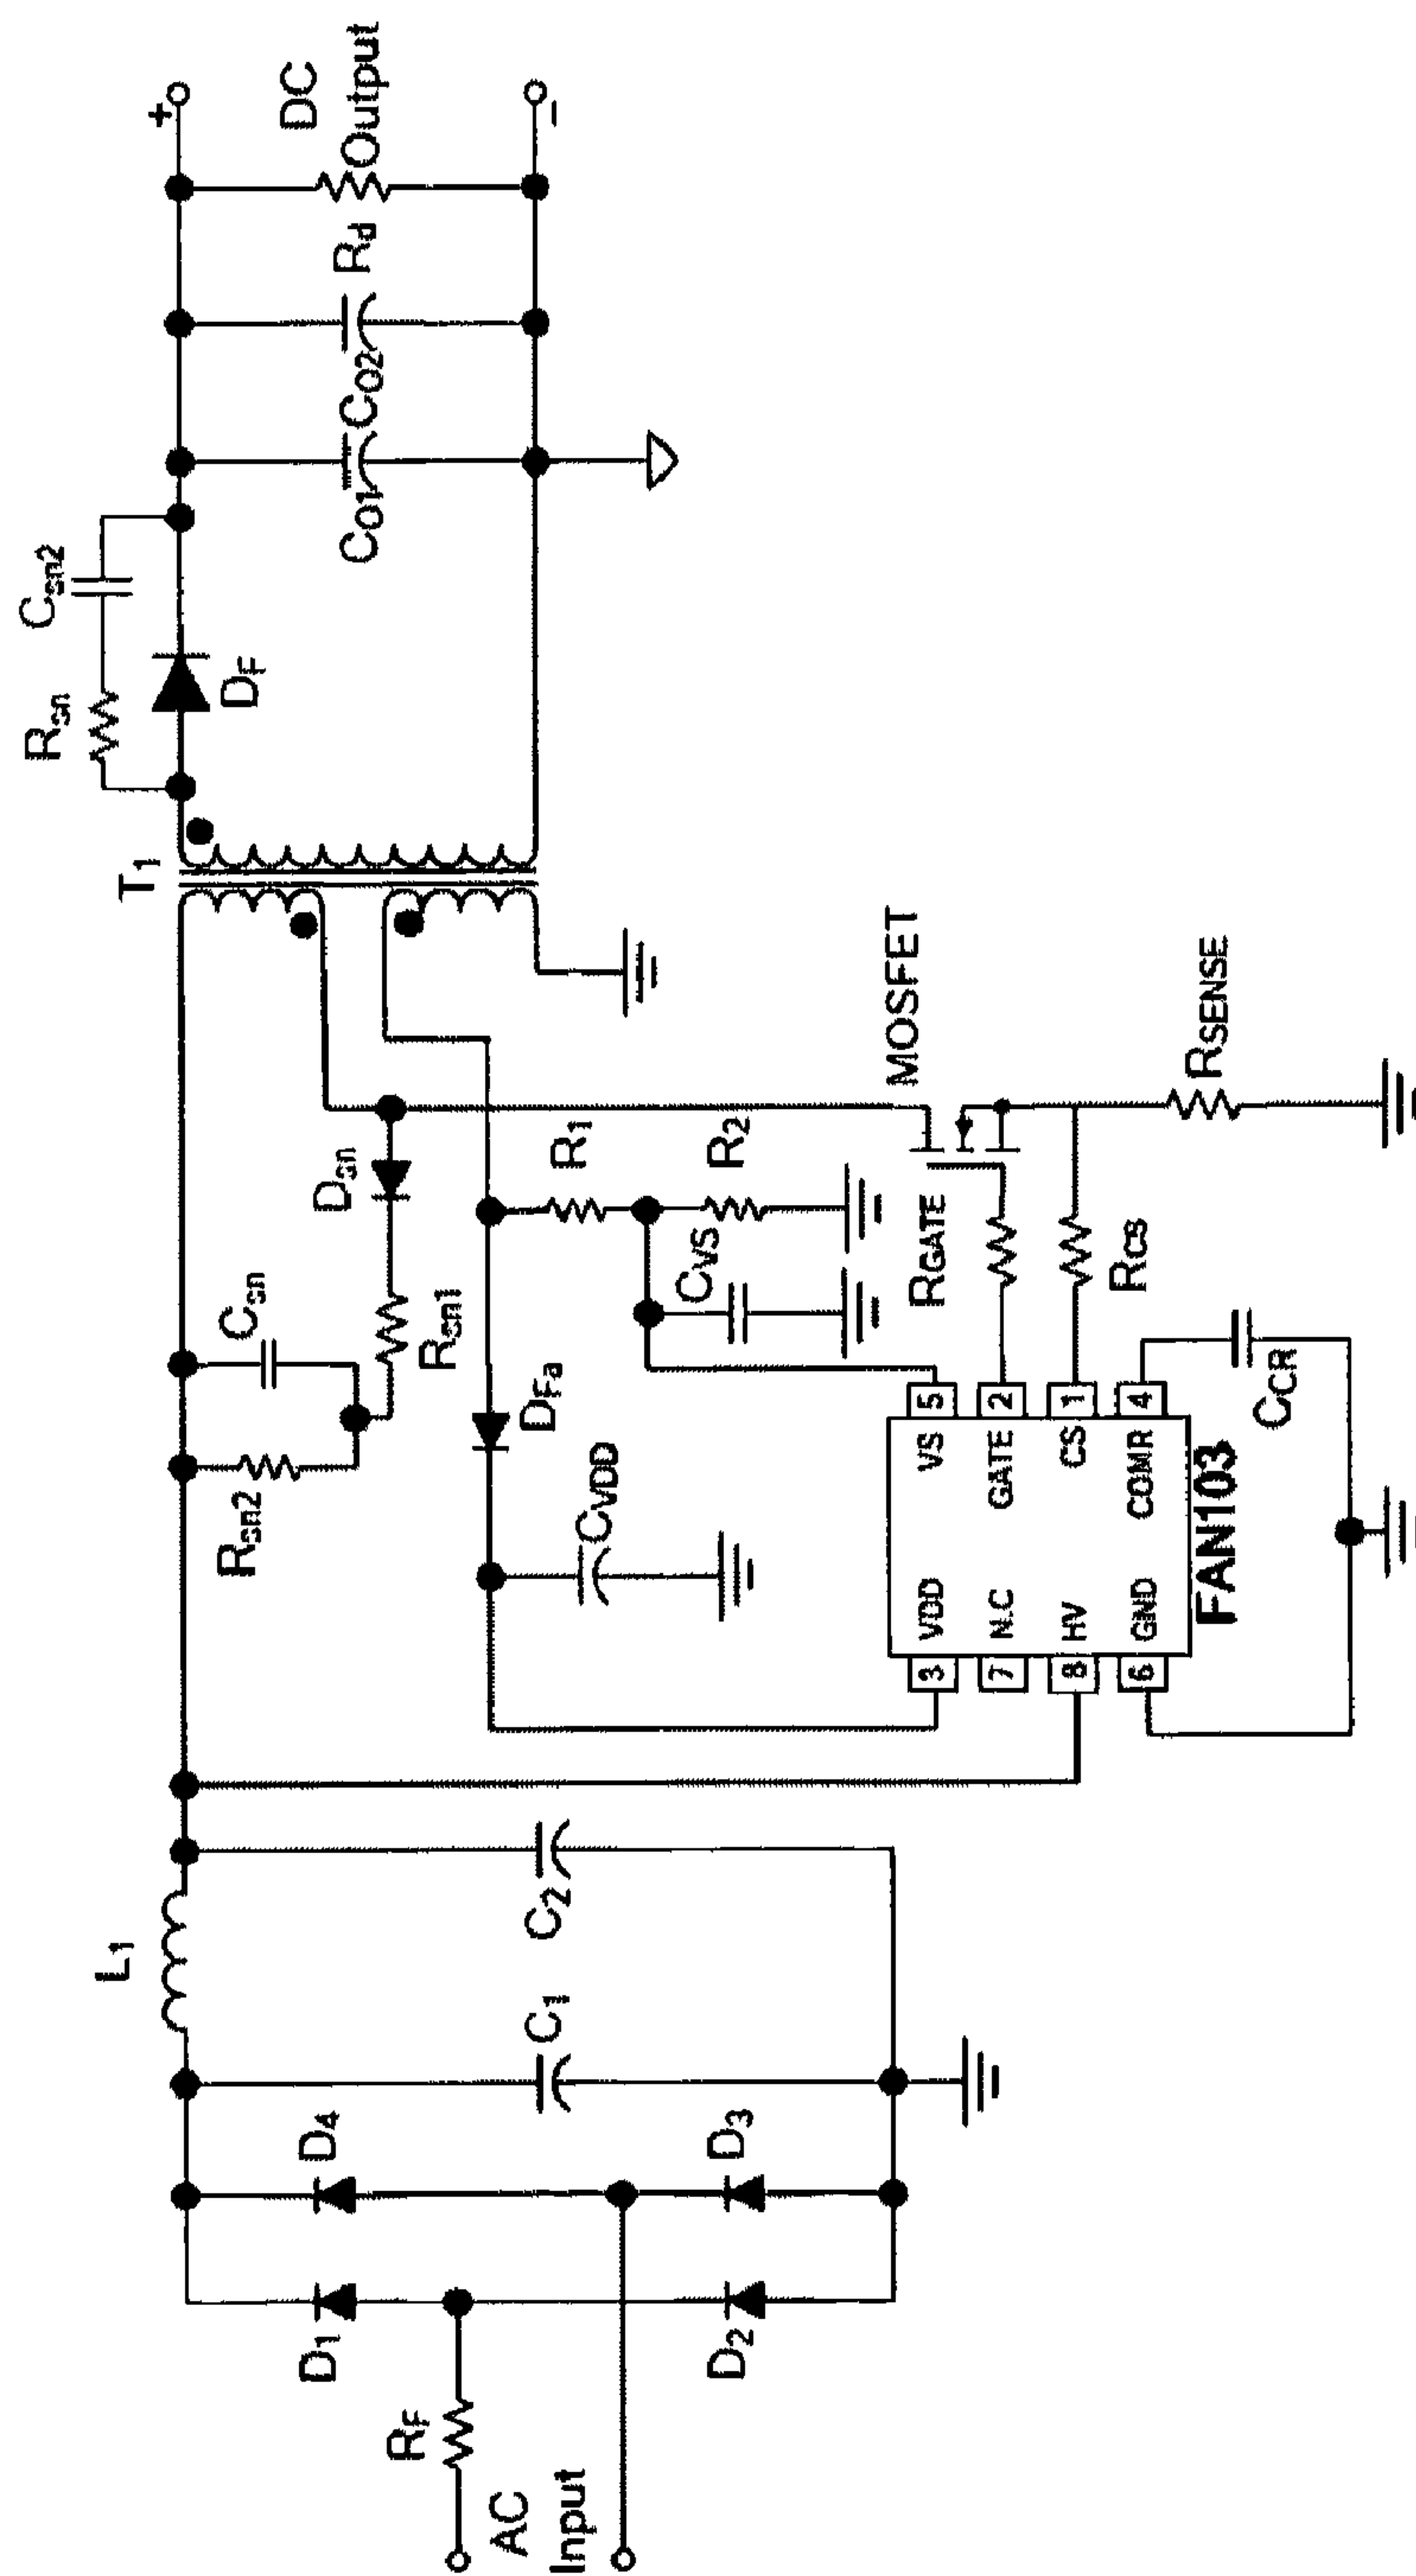 RF
AC
Input
D1
D2
D4
D3
C1
L1
C2
Rsn2
Csn
Rsn1
Dsn
CVDD
DFa
CVS
R1
R2
T1
Rsn
Csn2
DF
CO1
CO2
Rd
DC
Output
+
−
MOSFET
RGATE
RCS
RSENSE
3 VDD VS 5
7 N.C GATE 2
8 HV CS 1
6 GND COMR 4
FAN103
CCR